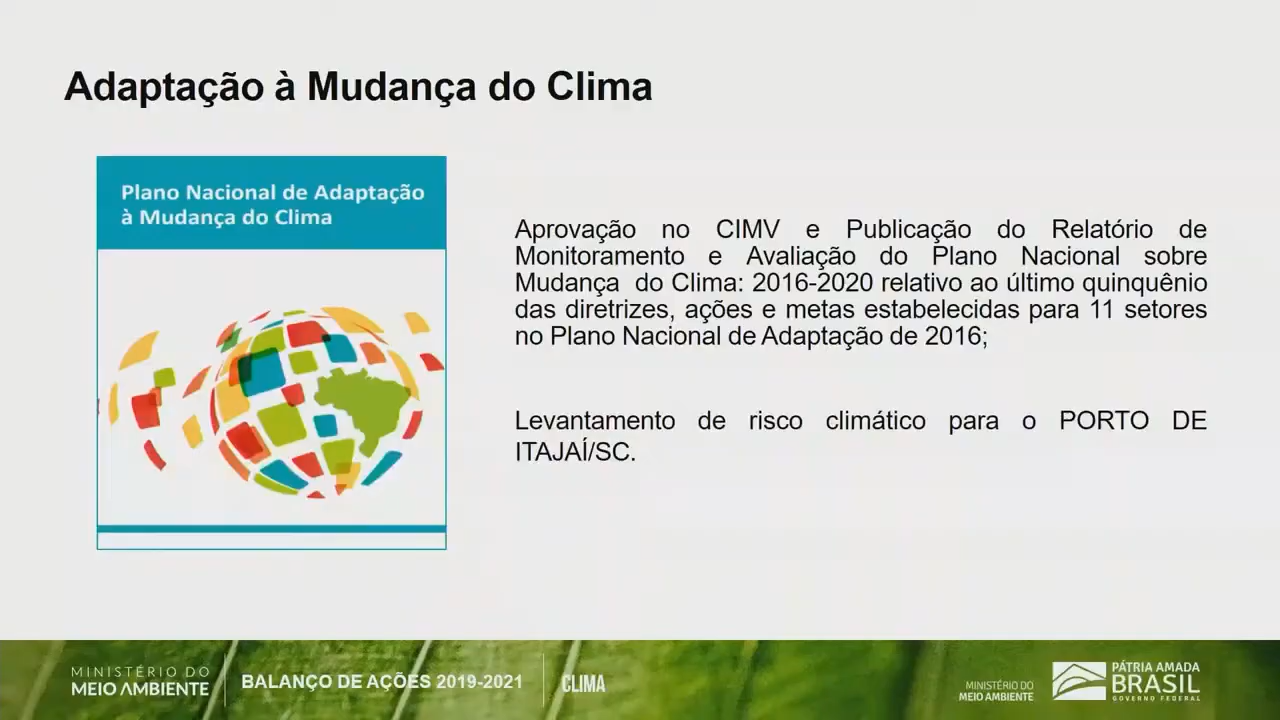 Adaptação à Mudança do Clima
Plano Nacional de Adaptação
à Mudança do Clima
Aprovação no CIMV e Publicação do Relatório de
Monitoramento e Avaliação do Plano Nacional sobre
Mudança do Clima: 2016-2020 relativo ao último quinquênio
das diretrizes, ações e metas estabelecidas para 11 setores
no Plano Nacional de Adaptação de 2016;
Levantamento de risco climático para o PORTO DE
ITAJAÍ/SC.
MINISTÉRIO DO
MEIO AMBIENTE
BALANÇO DE AÇÕES 2019-2021
CLIMA
MINISTÉRIO DO
MEIO AMBIENTE
PÁTRIA AMADA
BRASIL
GOVERNO FEDERAL